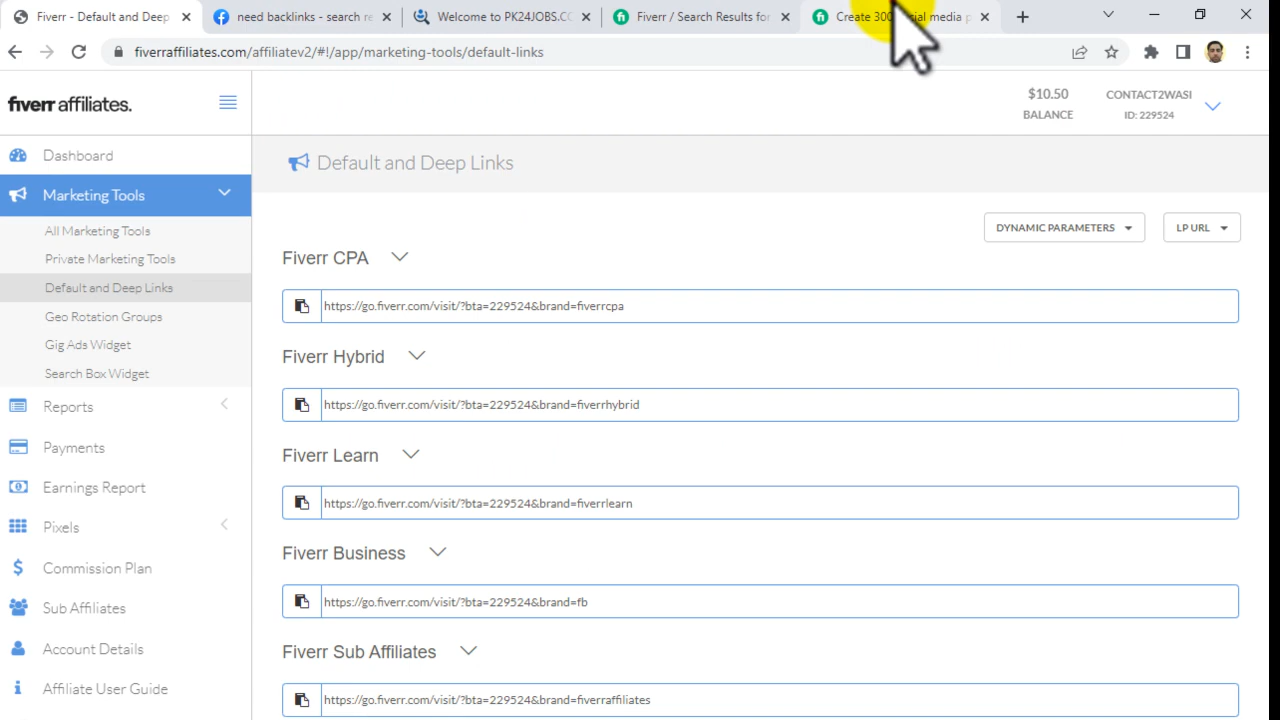 Fiverr - Default and Deep
need backlinks - search re
Welcome to PK24JOBS.CO
Fiverr / Search Results for
Create 300 social media p
fiverraffiliates.com/affiliatev2/#!/app/marketing-tools/default-links
fiverr affiliates.
$10.50
BALANCE
CONTACT2WASI
ID: 229524
Dashboard
Marketing Tools
All Marketing Tools
Private Marketing Tools
Default and Deep Links
Geo Rotation Groups
Gig Ads Widget
Search Box Widget
Reports
Payments
Earnings Report
Pixels
Commission Plan
Sub Affiliates
Account Details
Affiliate User Guide
Default and Deep Links
DYNAMIC PARAMETERS
LP URL
Fiverr CPA
https://go.fiverr.com/visit/?bta=229524&brand=fiverrcpa
Fiverr Hybrid
https://go.fiverr.com/visit/?bta=229524&brand=fiverrhybrid
Fiverr Learn
https://go.fiverr.com/visit/?bta=229524&brand=fiverrlearn
Fiverr Business
https://go.fiverr.com/visit/?bta=229524&brand=fb
Fiverr Sub Affiliates
https://go.fiverr.com/visit/?bta=229524&brand=fiverraffiliates